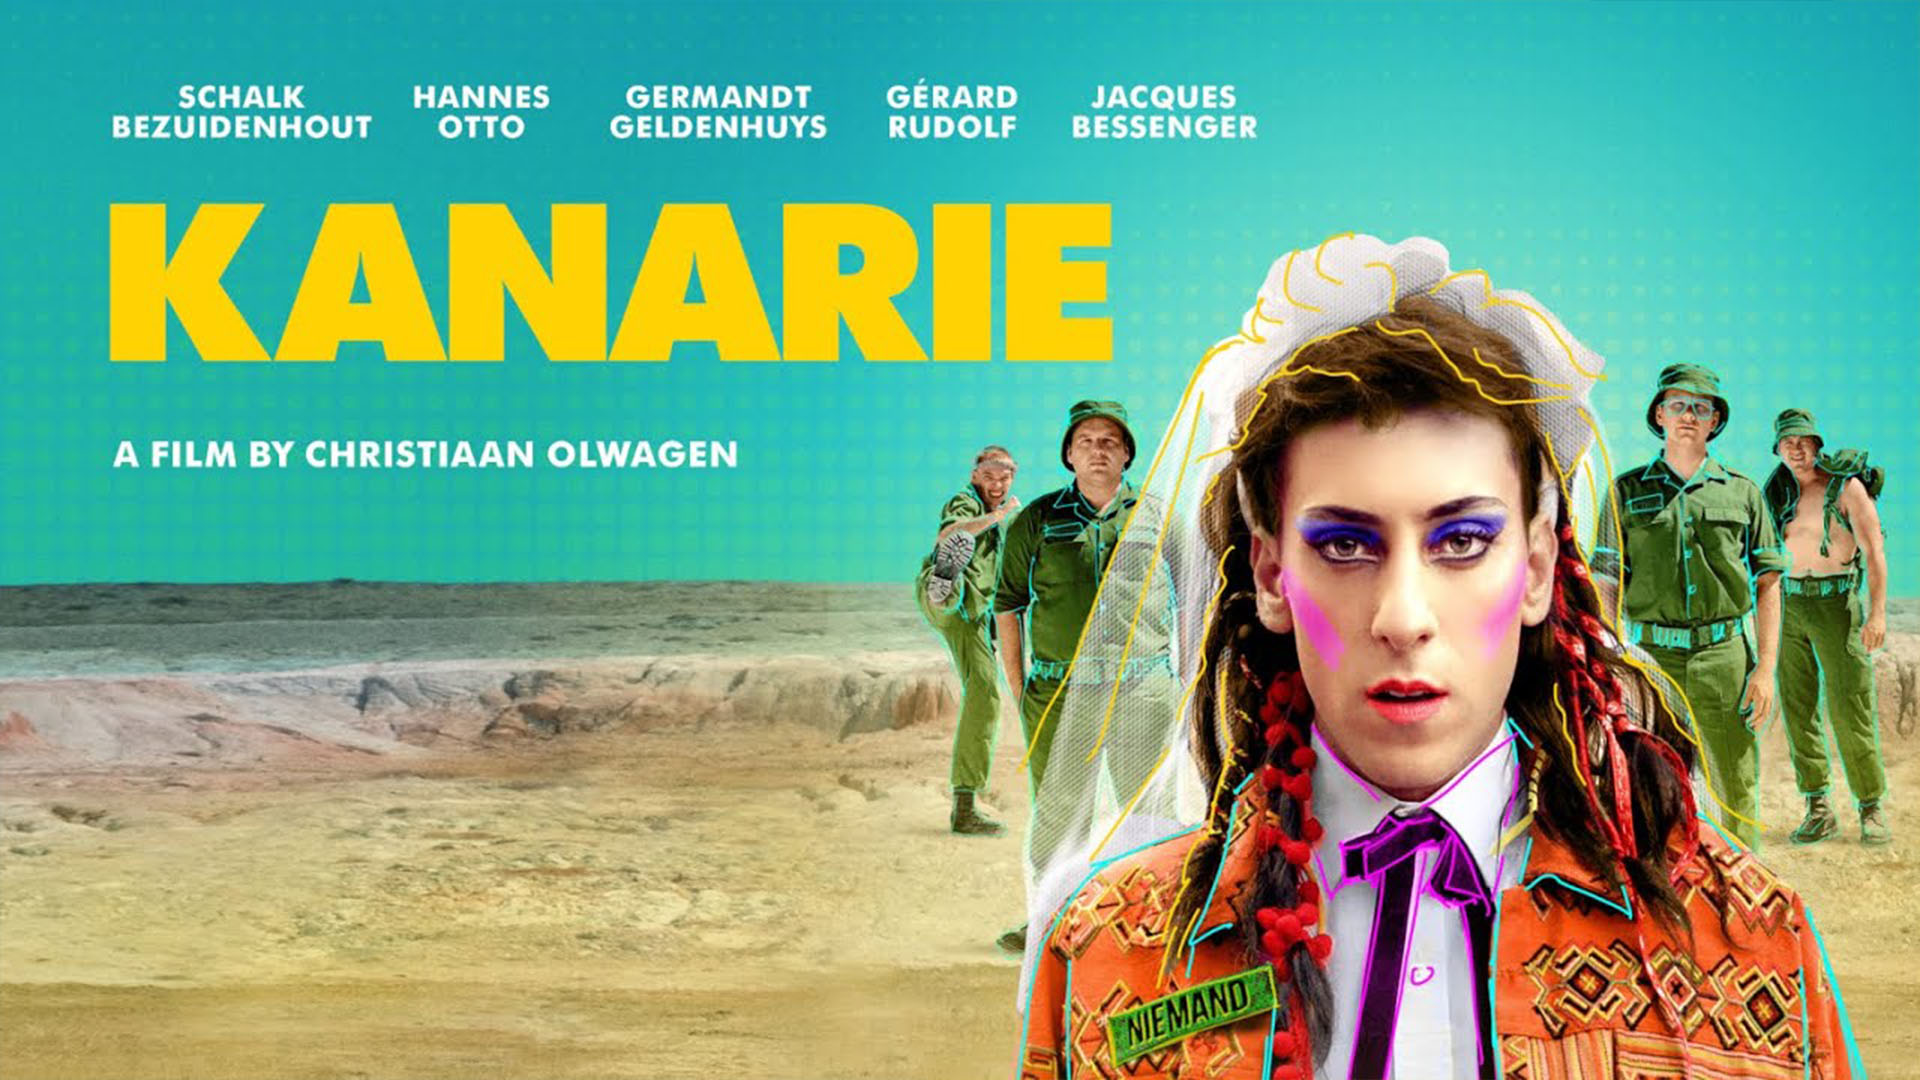 SCHALK
BEZUIDENHOUT
HANNES
OTTO
GERMANDT
GELDENHUYS
GÉRARD
RUDOLF
JACQUES
BESSENGER
KANARIE
A FILM BY CHRISTIAAN OLWAGEN
NIEMAND